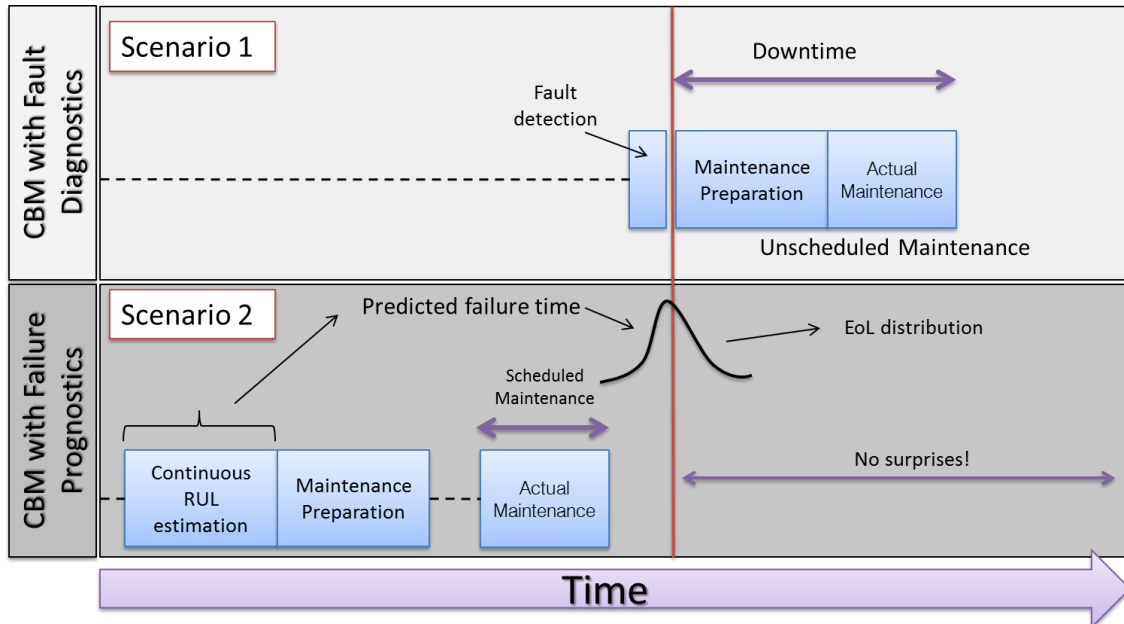 CBM with Fault
Diagnostics
Scenario 1
Downtime
Fault
detection
Maintenance
Preparation
Actual
Maintenance
Unscheduled Maintenance
CBM with Failure
Prognostics
Scenario 2
Predicted failure time
EoL distribution
Scheduled
Maintenance
No surprises!
Continuous
RUL
estimation
Maintenance
Preparation
Actual
Maintenance
Time